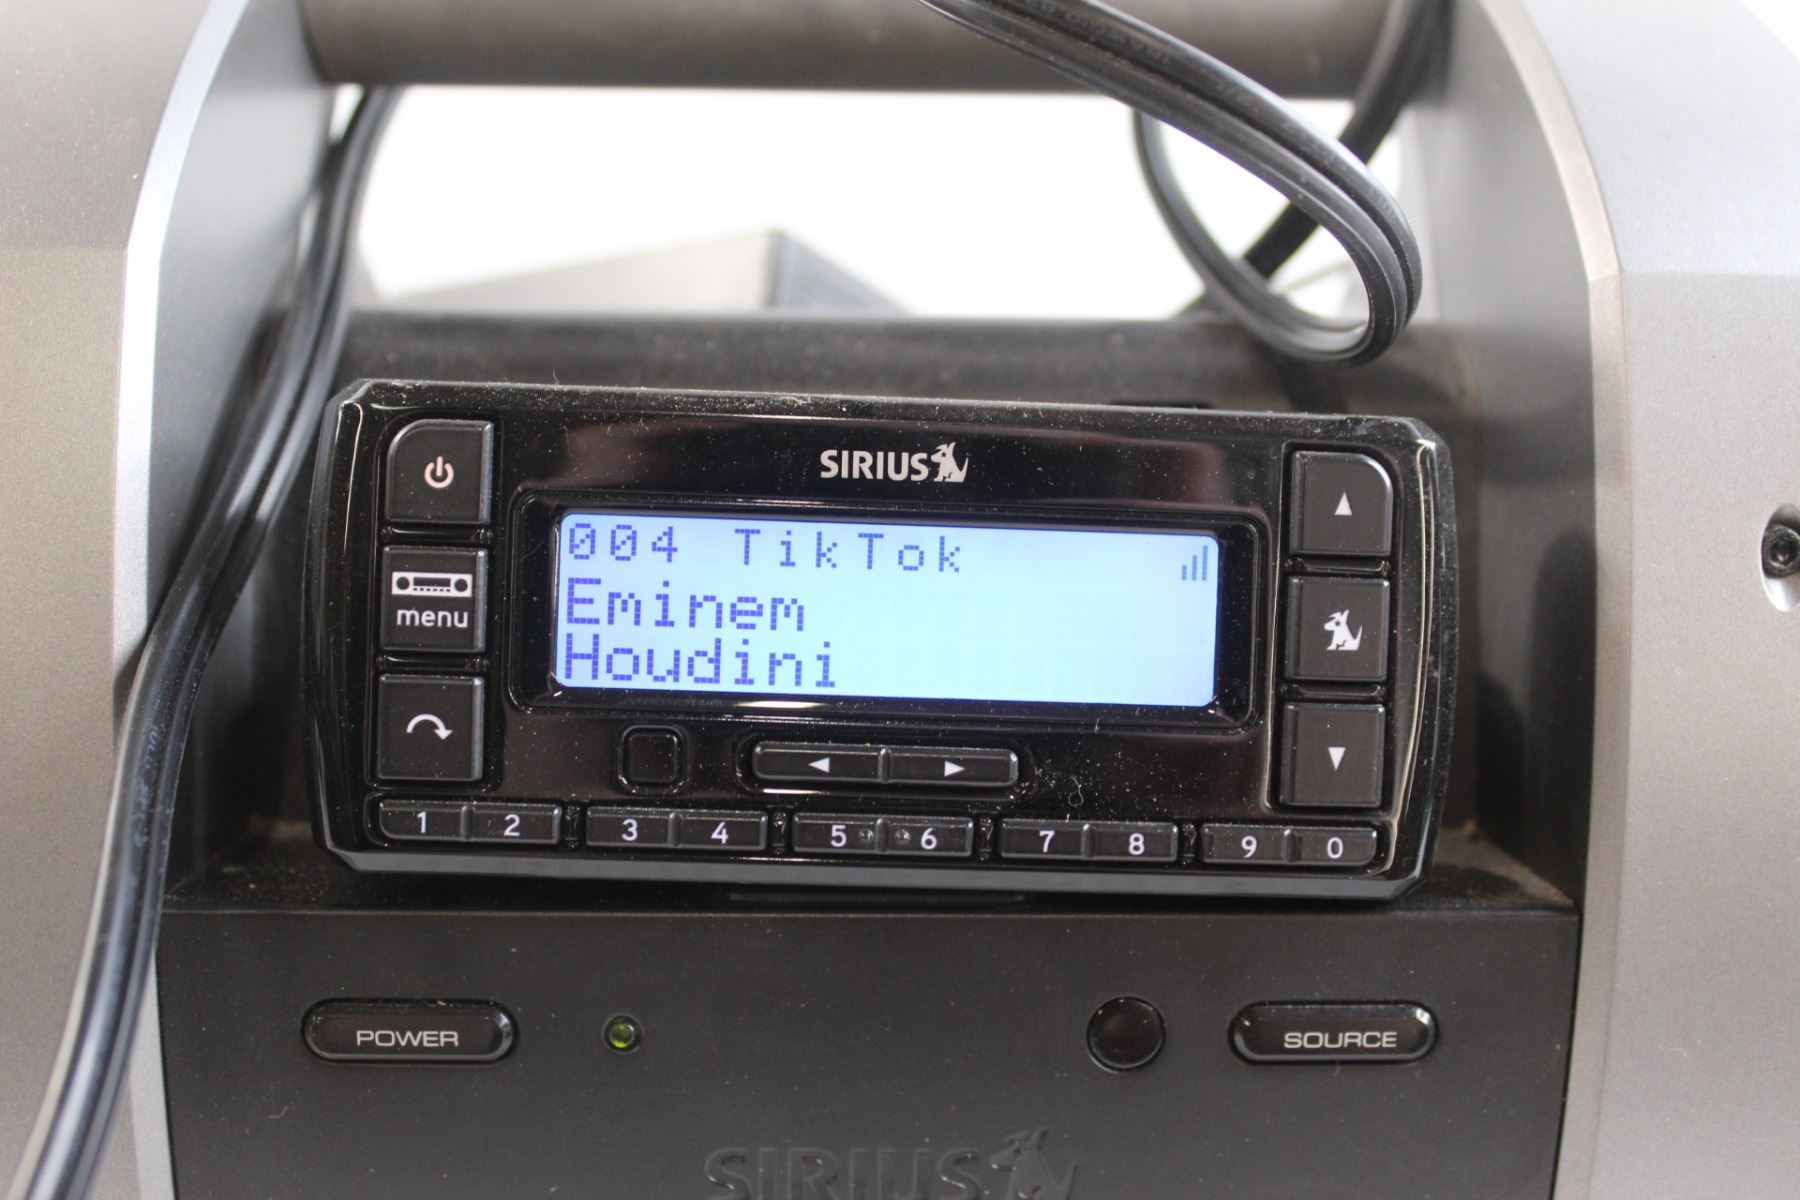 SIRIUS
004 TikTok
Eminem
Houdini
menu
1 2 3 4 5 6 7 8 9 0
POWER
SOURCE
SIRIUS